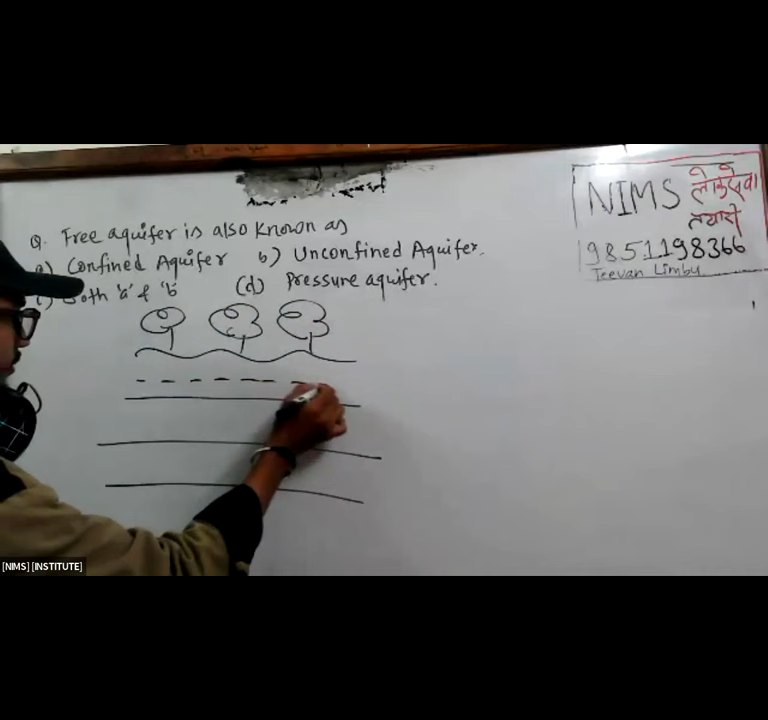 Q. Free aquifer is also known as
a) Confined Aquifer b) Unconfined Aquifer.
c) Both 'a' & 'b' (d) Pressure aquifer.
NIMS लोकसेवा
तयारी
9851198366
Jeevan Limbu
[NIMS] [INSTITUTE]